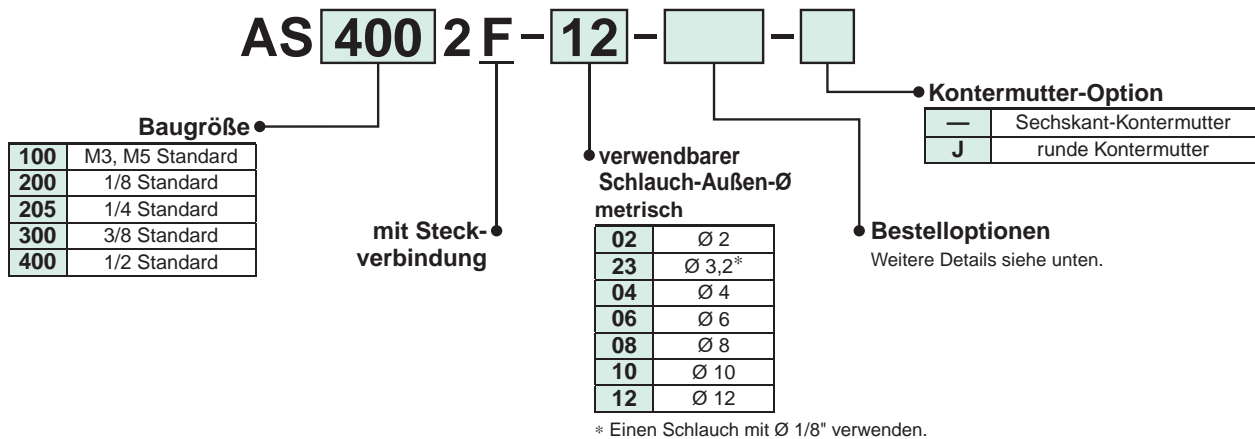 AS 400 2 F – 12 – –
Baugröße
100 M3, M5 Standard
200 1/8 Standard
205 1/4 Standard
300 3/8 Standard
400 1/2 Standard
mit Steck-
verbindung
verwendbarer
Schlauch-Außen-Ø
metrisch
02 Ø 2
23 Ø 3,2*
04 Ø 4
06 Ø 6
08 Ø 8
10 Ø 10
12 Ø 12
* Einen Schlauch mit Ø 1/8" verwenden.
Bestelloptionen
Weitere Details siehe unten.
Kontermutter-Option
— Sechskant-Kontermutter
J runde Kontermutter